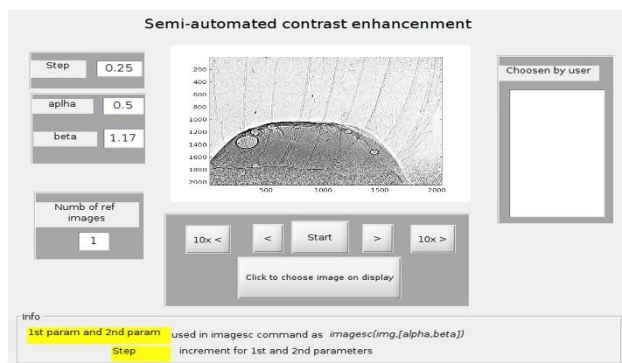 Semi-automated contrast enhancenment
Step 0.25
aplha 0.5
beta 1.17
Numb of ref
images
1
200
400
600
800
1000
1200
1400
1600
1800
2000
500 1000 1500 2000
10x < < Start > 10x >
Click to choose image on display
Choosen by user
Info
1st param and 2nd param used in imagesc command as imagesc(img,[alpha,beta])
Step increment for 1st and 2nd parameters